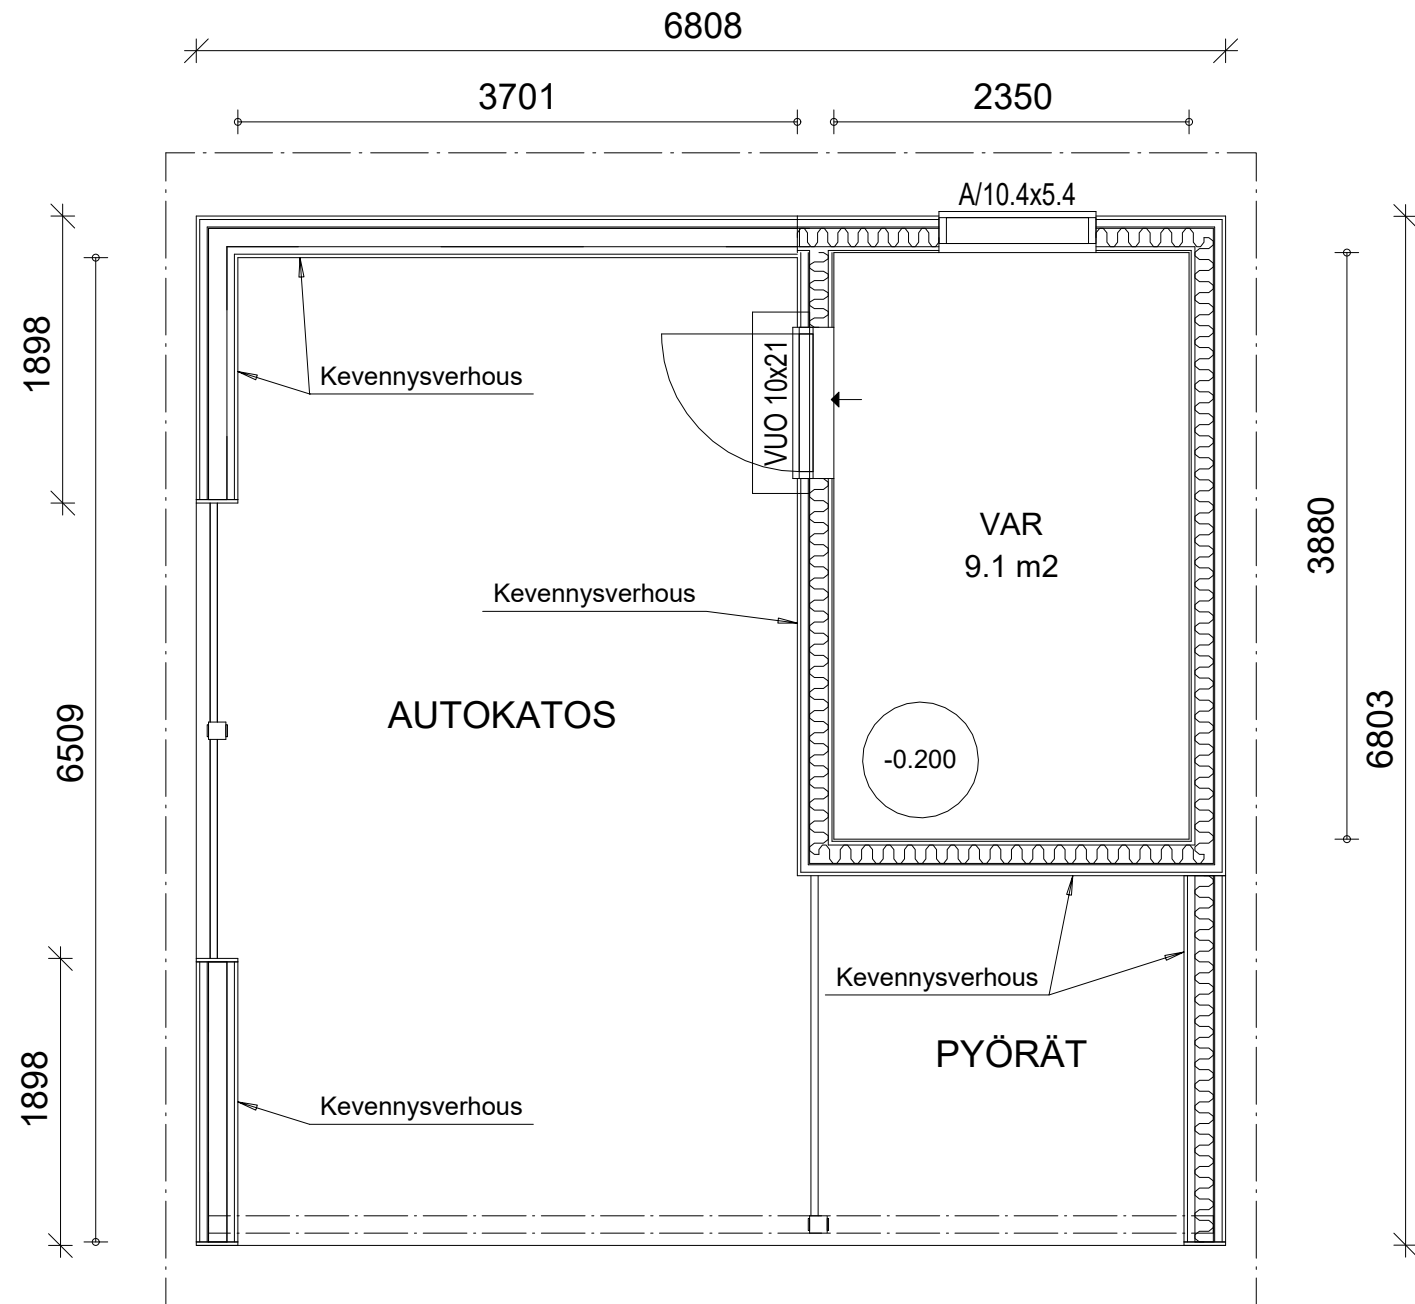 6808
3701
2350
A/10.4x5.4
1898
Kevennysverhous
VUO 10x21
VAR
9.1 m2
3880
Kevennysverhous
6509
AUTOKATOS
6803
-0.200
Kevennysverhous
PYÖRÄT
1898
Kevennysverhous